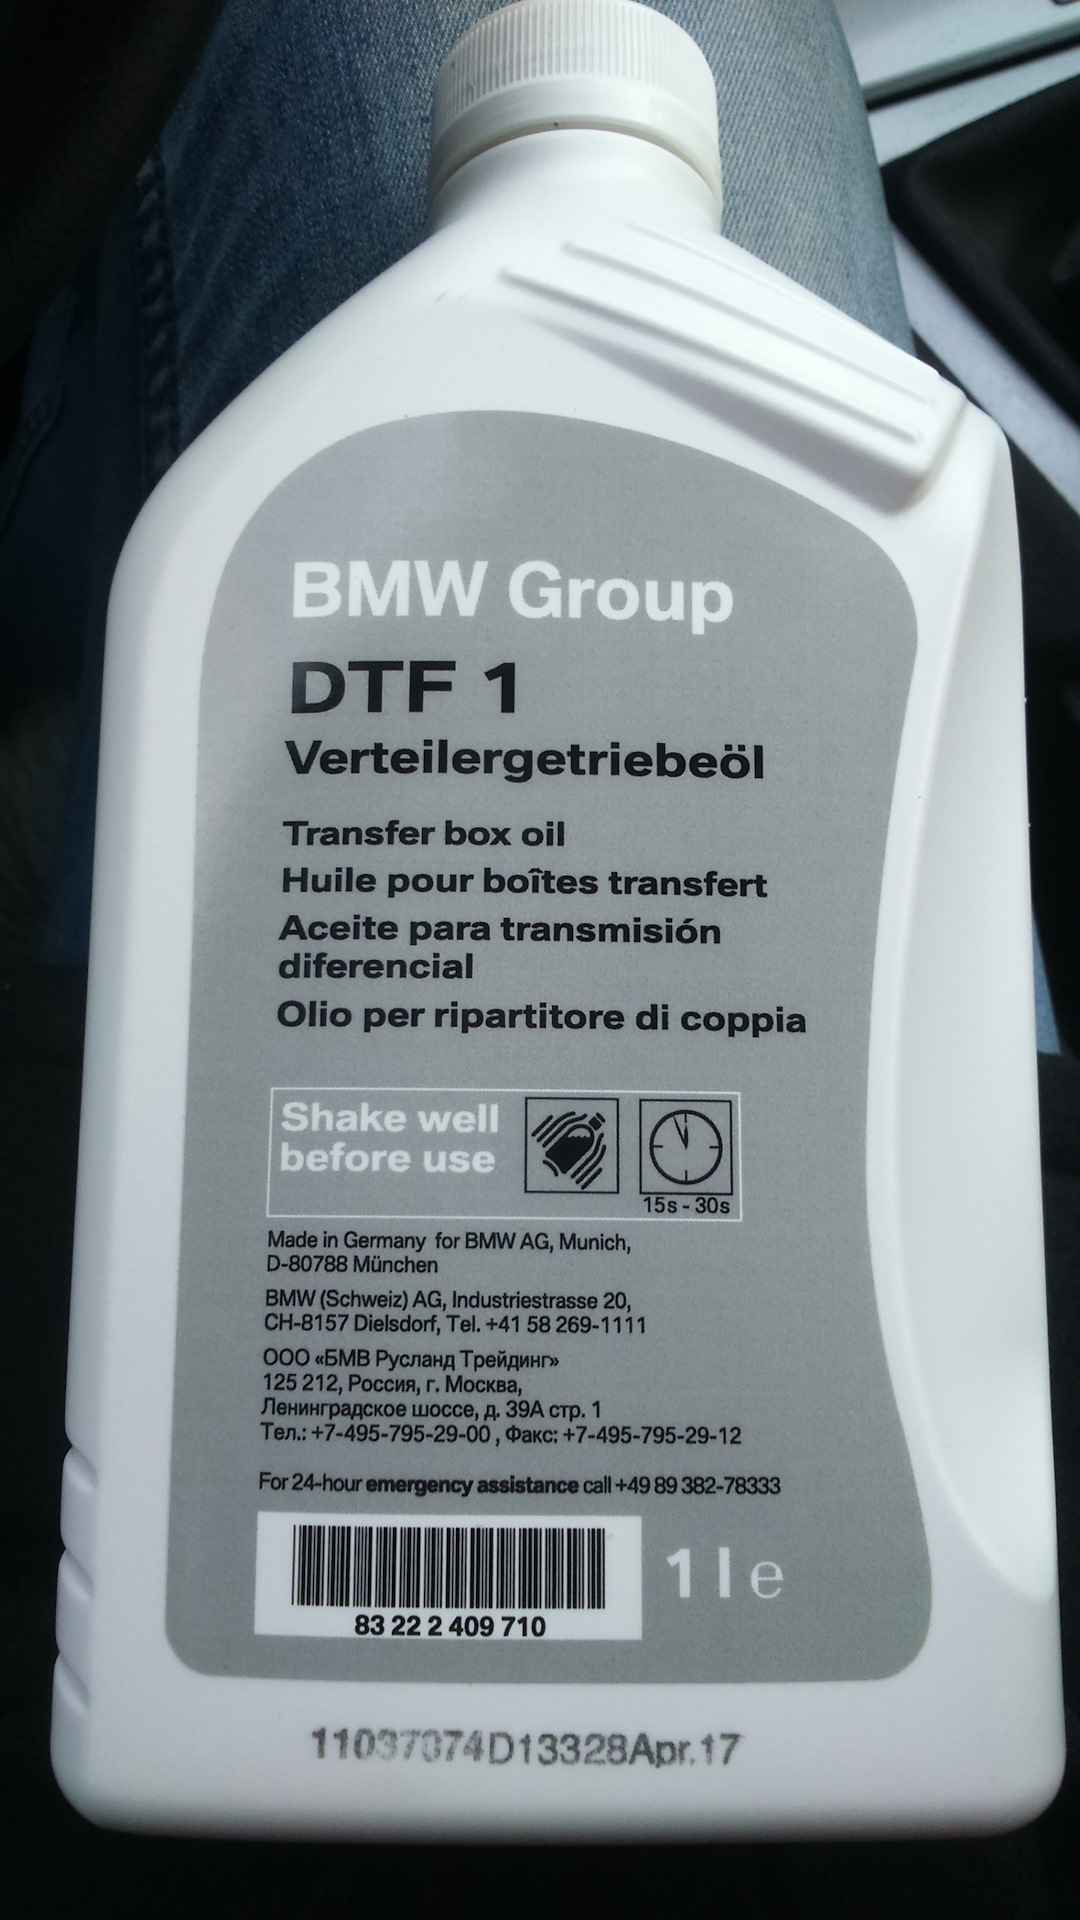 BMW Group
DTF 1
Verteilergetriebeöl
Transfer box oil
Huile pour boîtes transfert
Aceite para transmisión
diferencial
Olio per ripartitore di coppia
Shake well
before use
15s - 30s
Made in Germany for BMW AG, Munich,
D-80788 München
BMW (Schweiz) AG, Industriestrasse 20,
CH-8157 Dielsdorf, Tel. +41 58 269-1111
ООО «БМВ Русланд Трейдинг»
125 212, Россия, г. Москва,
Ленинградское шоссе, д. 39А стр. 1
Тел.: +7-495-795-29-00 , Факс: +7-495-795-29-12
For 24-hour emergency assistance call +49 89 382-78333
83 22 2 409 710
1 l e
11037374D13328Apr.17